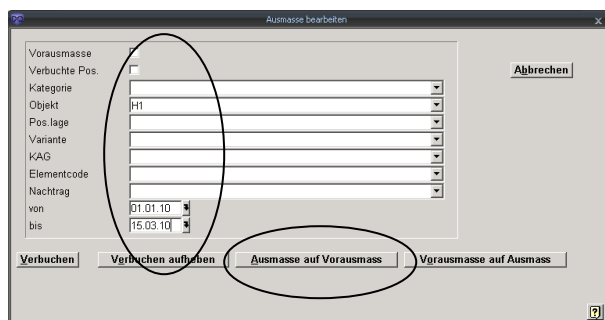 Ausmasse bearbeiten
x
Vorausmasse
Verbuchte Pos.
Kategorie
Objekt H1
Pos.lage
Variante
KAG
Elementcode
Nachtrag
von 01.01.10
bis 15.03.10
Abbrechen
Verbuchen Verbuchen aufheben Ausmasse auf Vorausmass Vorausmasse auf Ausmass
?